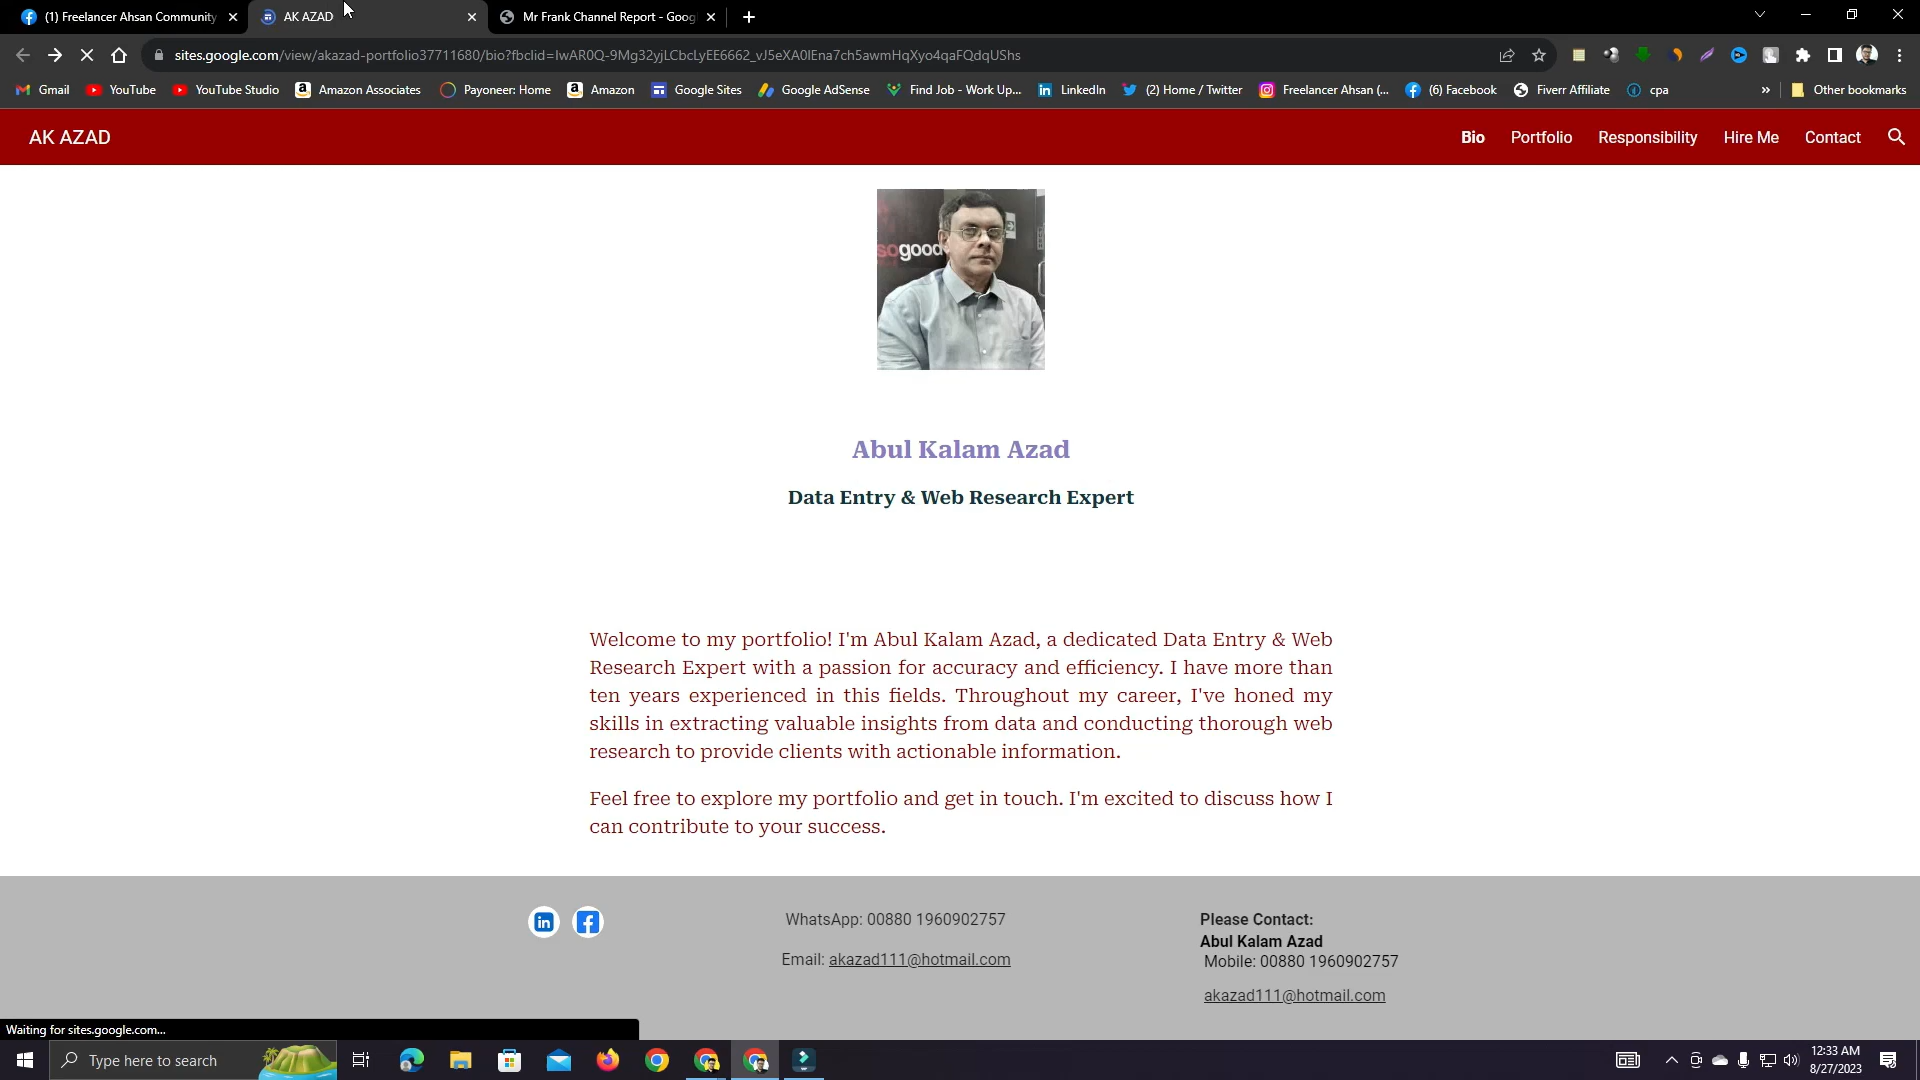 (1) Freelancer Ahsan Community
AK AZAD
Mr Frank Channel Report - Goog
sites.google.com/view/akazad-portfolio37711680/bio?fbclid=IwAR0Q-9Mg32yjLCbcLyEE6662_vJ5eXA0lEna7ch5awmHqXyo4qaFQdqUShs
Gmail YouTube YouTube Studio Amazon Associates Payoneer: Home Amazon Google Sites Google AdSense Find Job - Work Up... LinkedIn (2) Home / Twitter Freelancer Ahsan (... (6) Facebook Fiverr Affiliate cpa » Other bookmarks
AK AZAD
Bio Portfolio Responsibility Hire Me Contact
sogood
Abul Kalam Azad
Data Entry & Web Research Expert
Welcome to my portfolio! I'm Abul Kalam Azad, a dedicated Data Entry & Web
Research Expert with a passion for accuracy and efficiency. I have more than
ten years experienced in this fields. Throughout my career, I've honed my
skills in extracting valuable insights from data and conducting thorough web
research to provide clients with actionable information.
Feel free to explore my portfolio and get in touch. I'm excited to discuss how I
can contribute to your success.
WhatsApp: 00880 1960902757
Email: akazad111@hotmail.com
Please Contact:
Abul Kalam Azad
Mobile: 00880 1960902757
akazad111@hotmail.com
Waiting for sites.google.com...
Type here to search
12:33 AM
8/27/2023